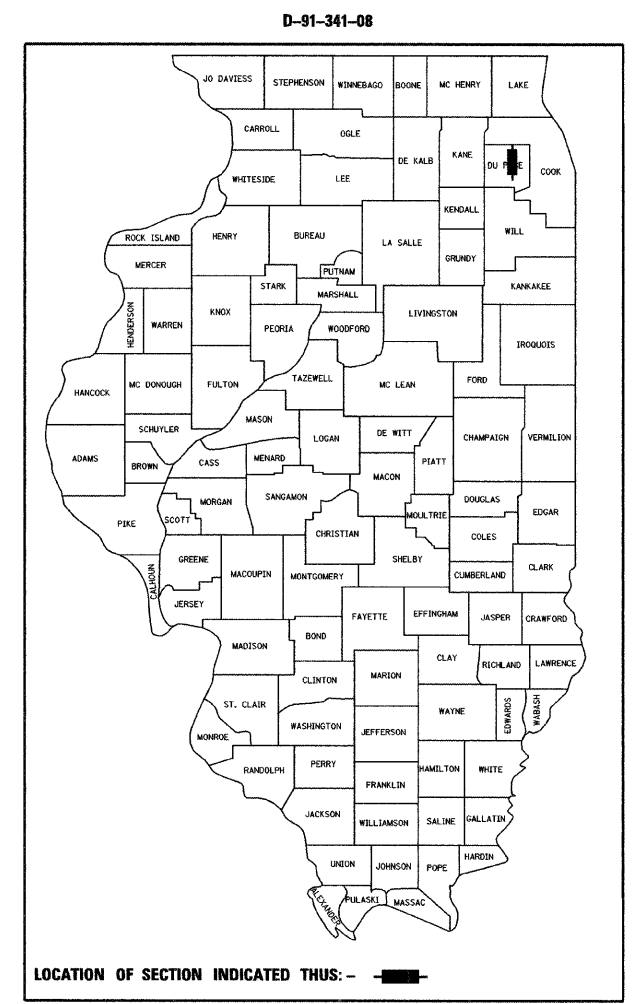 D-91-341-08
JO DAVIESS
STEPHENSON
WINNEBAGO
BOONE
MC HENRY
LAKE
CARROLL
OGLE
DE KALB
KANE
DU PAGE
COOK
WHITESIDE
LEE
KENDALL
WILL
ROCK ISLAND
HENRY
BUREAU
LA SALLE
GRUNDY
MERCER
PUTNAM
STARK
MARSHALL
KANKAKEE
HENDERSON
WARREN
KNOX
PEORIA
WOODFORD
LIVINGSTON
IROQUOIS
HANCOCK
MC DONOUGH
FULTON
TAZEWELL
MC LEAN
FORD
SCHUYLER
MASON
LOGAN
DE WITT
CHAMPAIGN
VERMILION
ADAMS
BROWN
CASS
MENARD
MACON
PIATT
PIKE
SCOTT
MORGAN
SANGAMON
CHRISTIAN
MOULTRIE
DOUGLAS
EDGAR
COLES
CALHOUN
GREENE
MACOUPIN
MONTGOMERY
SHELBY
CUMBERLAND
CLARK
JERSEY
FAYETTE
EFFINGHAM
JASPER
CRAWFORD
MADISON
BOND
CLAY
RICHLAND
LAWRENCE
CLINTON
MARION
ST. CLAIR
WASHINGTON
JEFFERSON
WAYNE
EDWARDS
WABASH
MONROE
RANDOLPH
PERRY
FRANKLIN
HAMILTON
WHITE
JACKSON
WILLIAMSON
SALINE
GALLATIN
UNION
JOHNSON
POPE
HARDIN
ALEXANDER
PULASKI
MASSAC
LOCATION OF SECTION INDICATED THUS: -